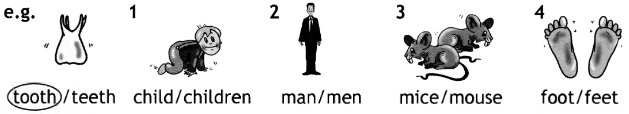 e.g. 1 2 3 4
tooth/teeth child/children man/men mice/mouse foot/feet